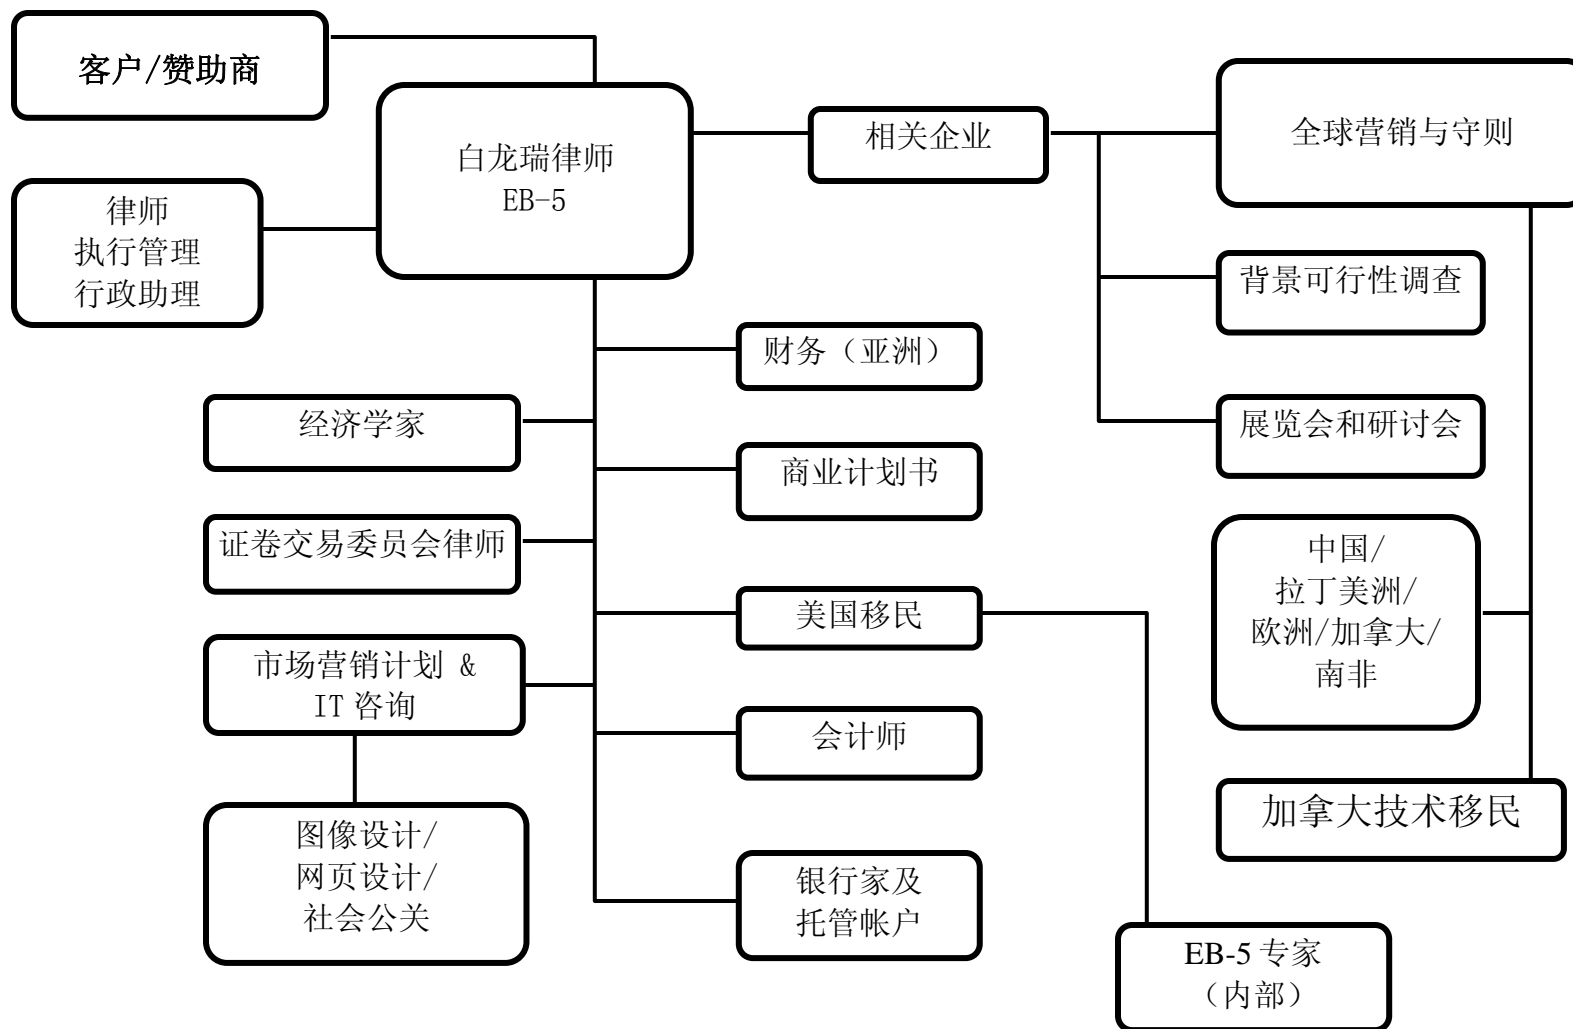 客户/赞助商
白龙瑞律师
EB-5
相关企业
全球营销与守则
律师
执行管理
行政助理
背景可行性调查
财务（亚洲）
经济学家
展览会和研讨会
商业计划书
证卷交易委员会律师
中国/
拉丁美洲/
欧洲/加拿大/
南非
美国移民
市场营销计划 &
IT 咨询
会计师
加拿大技术移民
图像设计/
网页设计/
社会公关
银行家及
托管帐户
EB-5 专家
（内部）